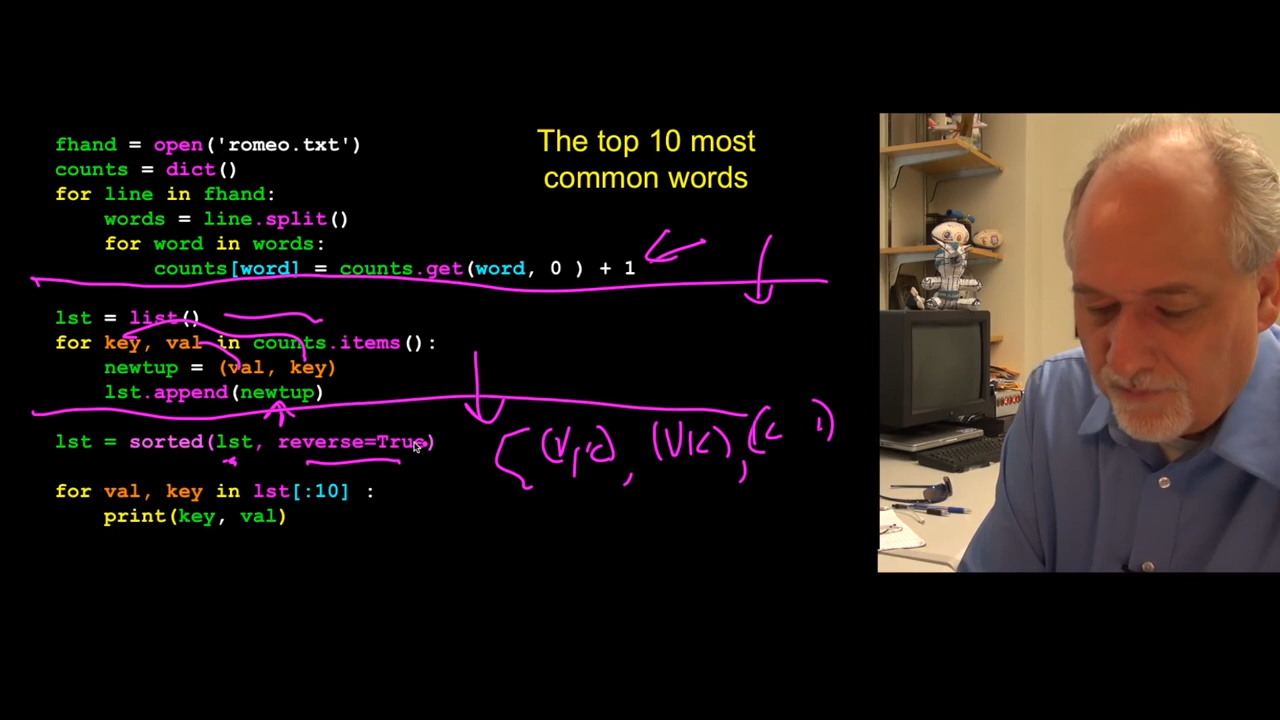 fhand = open('romeo.txt')
counts = dict()
for line in fhand:
    words = line.split()
    for word in words:
        counts[word] = counts.get(word, 0 ) + 1
The top 10 most
common words
lst = list()
for key, val in counts.items():
    newtup = (val, key)
    lst.append(newtup)
lst = sorted(lst, reverse=True)
[(V,K), (V,K),
for val, key in lst[:10] :
    print(key, val)